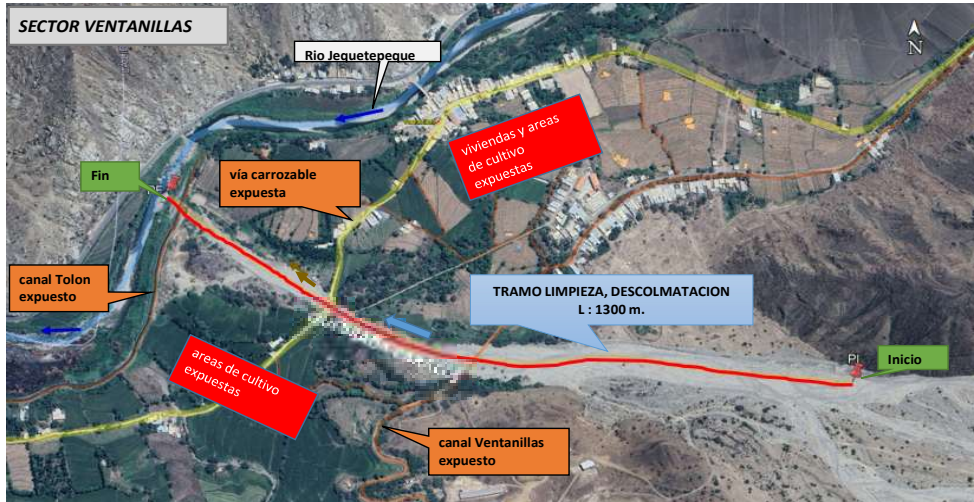 SECTOR VENTANILLAS
N
Rio Jequetepeque
viviendas y areas
de cultivo
expuestas
Fin
vía carrozable
expuesta
canal Tolon
expuesto
TRAMO LIMPIEZA, DESCOLMATACION
L : 1300 m.
PI
Inicio
areas de cultivo
expuestas
canal Ventanillas
expuesto